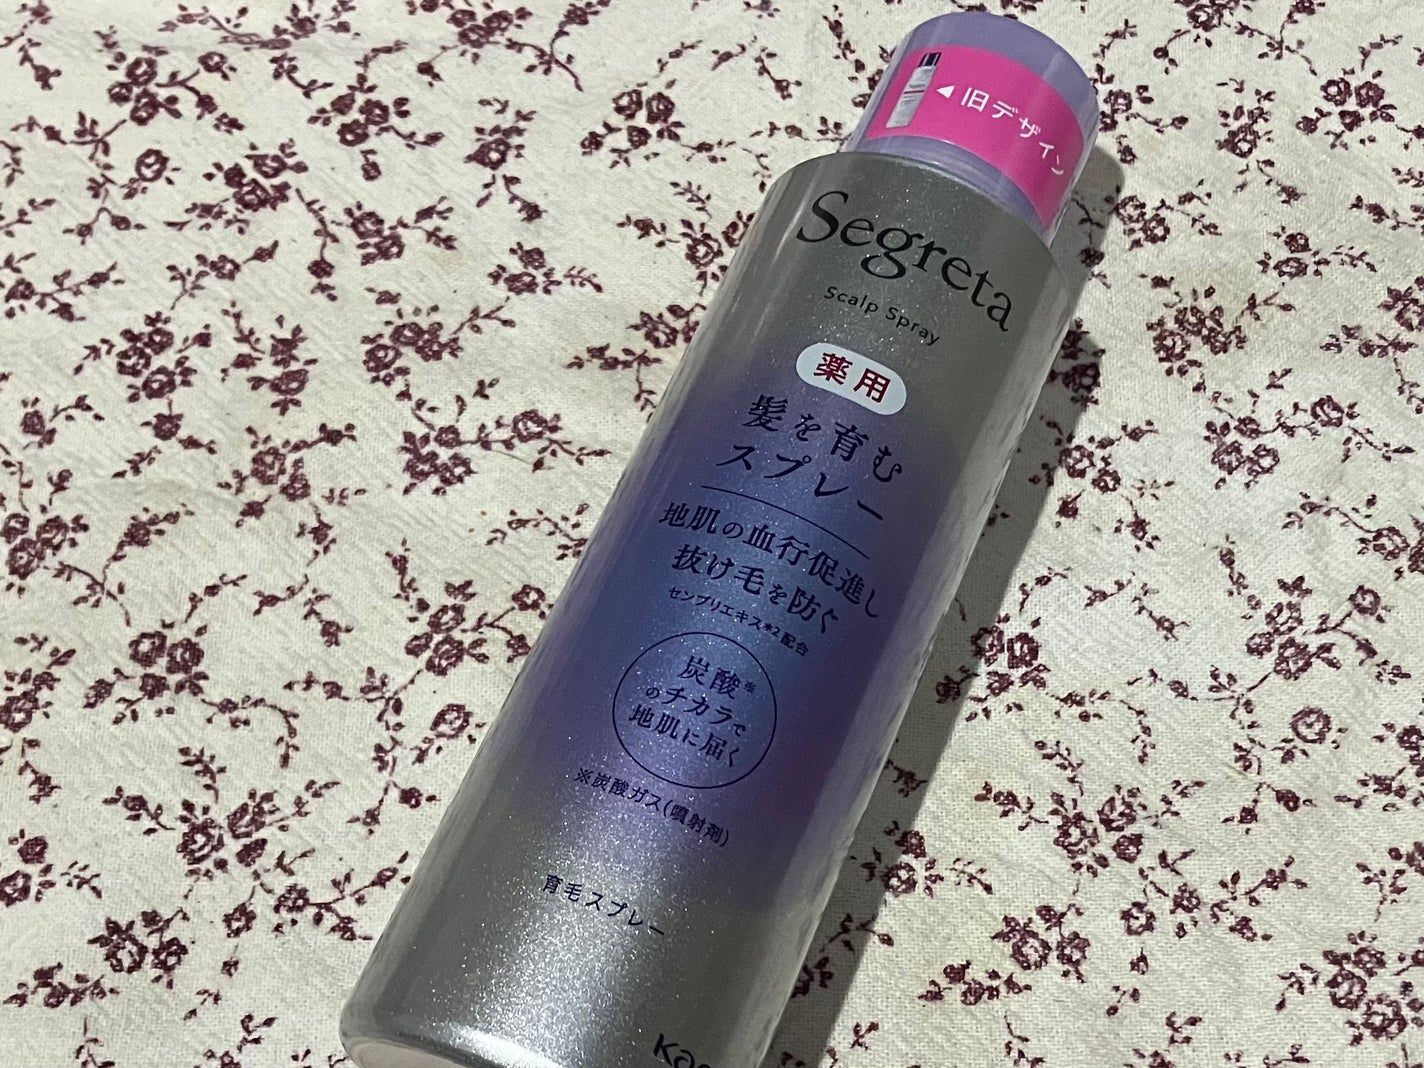 ◀旧デザイン
Segreta
Scalp Spray
薬用
髪を育む
スプレー
地肌の血行促進し
抜け毛を防ぐ
センブリエキス*2配合
炭酸※
のチカラで
地肌に届く
※炭酸ガス(噴射剤)
育毛スプレー